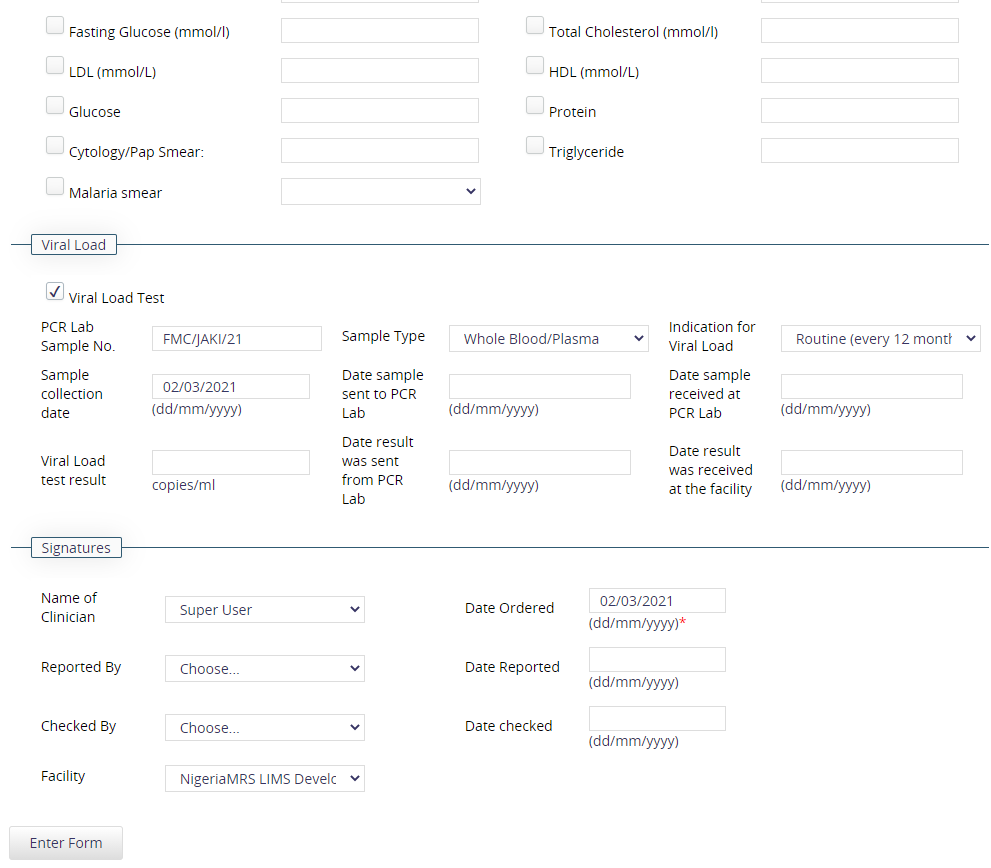 Fasting Glucose (mmol/l) Total Cholesterol (mmol/l)
LDL (mmol/L) HDL (mmol/L)
Glucose Protein
Cytology/Pap Smear: Triglyceride
Malaria smear
Viral Load
Viral Load Test
PCR Lab
Sample No.
FMC/JAKI/21
Sample Type
Whole Blood/Plasma
Indication for
Viral Load
Routine (every 12 month
Sample
collection
date
02/03/2021
(dd/mm/yyyy)
Date sample
sent to PCR
Lab
(dd/mm/yyyy)
Date sample
received at
PCR Lab
(dd/mm/yyyy)
Viral Load
test result
copies/ml
Date result
was sent
from PCR
Lab
(dd/mm/yyyy)
Date result
was received
at the facility
(dd/mm/yyyy)
Signatures
Name of
Clinician
Super User
Date Ordered
02/03/2021
(dd/mm/yyyy)*
Reported By
Choose...
Date Reported
(dd/mm/yyyy)
Checked By
Choose...
Date checked
(dd/mm/yyyy)
Facility
NigeriaMRS LIMS Develc
Enter Form